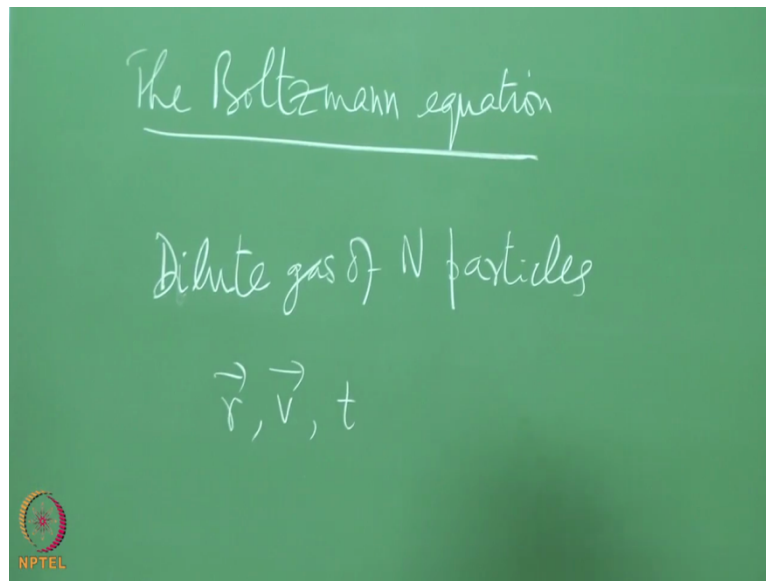 The Boltzmann equation
Dilute gas of N particles
r⃗, v⃗, t
NPTEL